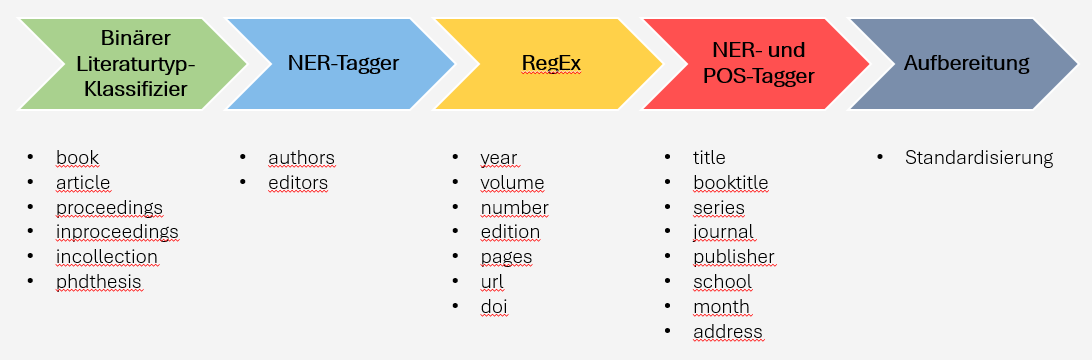 Binärer
Literaturtyp-
Klassifizier
NER-Tagger
RegEx
NER- und
POS-Tagger
Aufbereitung
• book
• article
• proceedings
• inproceedings
• incollection
• phdthesis
• authors
• editors
• year
• volume
• number
• edition
• pages
• url
• doi
• title
• booktitle
• series
• journal
• publisher
• school
• month
• address
• Standardisierung